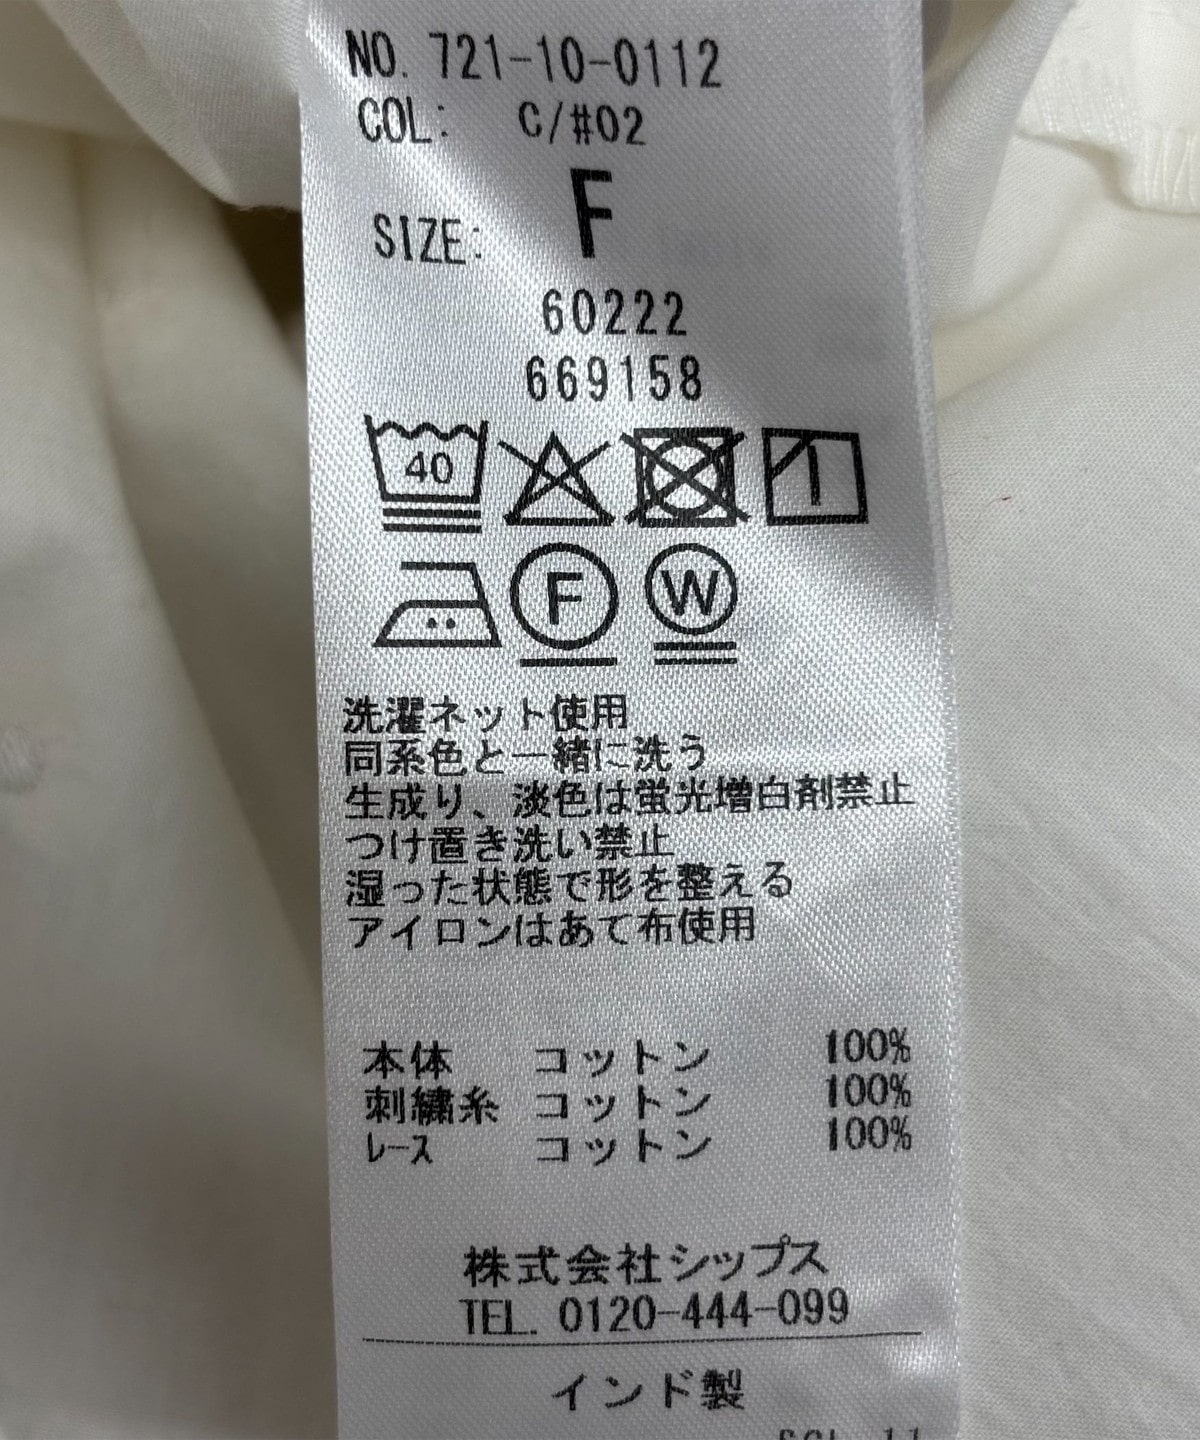 NO. 721-10-0112
COL: C/#02
SIZE: F
60222
669158
40
F W
洗濯ネット使用
同系色と一緒に洗う
生成り、淡色は蛍光増白剤禁止
つけ置き洗い禁止
湿った状態で形を整える
アイロンはあて布使用
本体 コットン 100%
刺繍糸 コットン 100%
レース コットン 100%
株式会社シップス
TEL. 0120-444-099
インド製